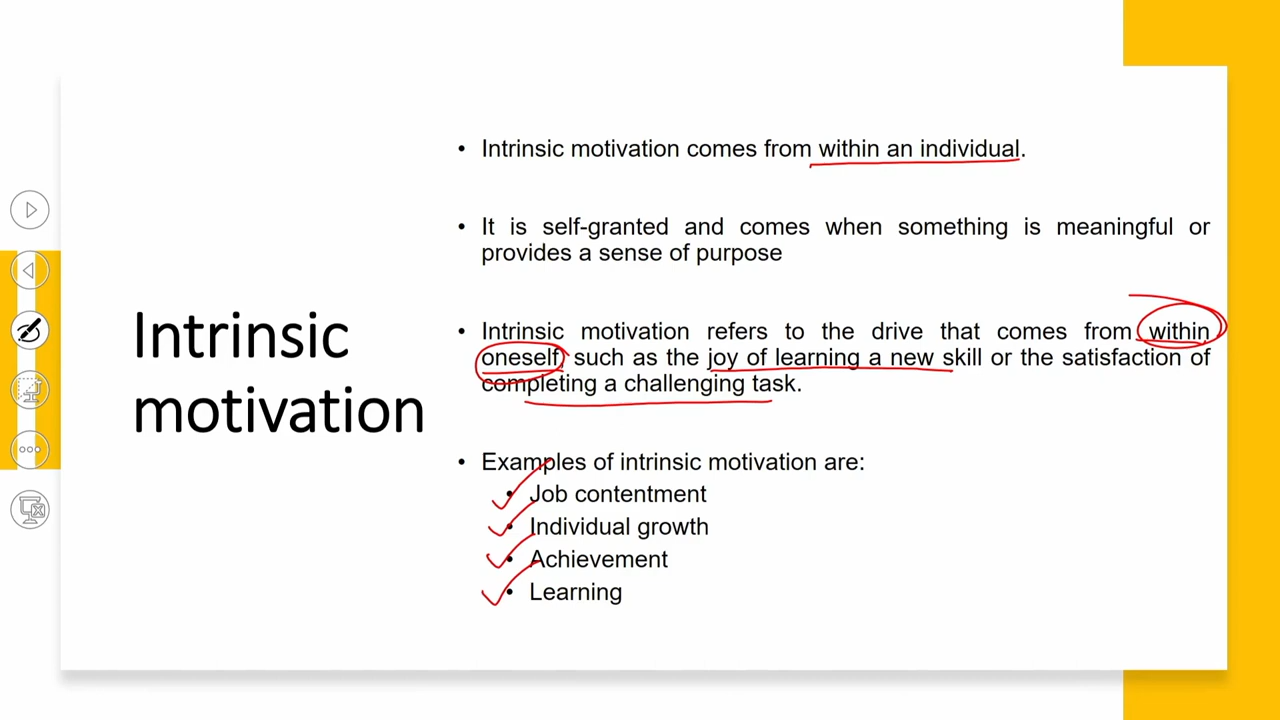 Intrinsic
motivation
• Intrinsic motivation comes from within an individual.
• It is self-granted and comes when something is meaningful or
provides a sense of purpose
• Intrinsic motivation refers to the drive that comes from within
oneself, such as the joy of learning a new skill or the satisfaction of
completing a challenging task.
• Examples of intrinsic motivation are:
• Job contentment
• Individual growth
• Achievement
• Learning